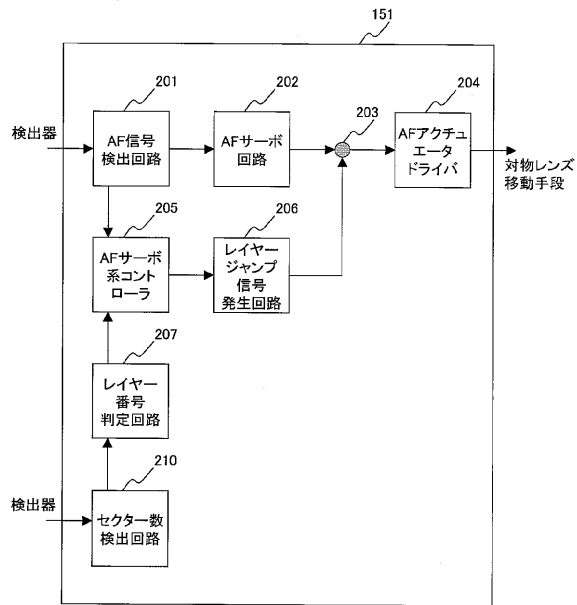 151
201
202
204
検出器
AF信号
検出回路
AFサーボ
回路
203
AFアクチュ
エータ
ドライバ
対物レンズ
移動手段
205
206
AFサーボ
系コント
ローラ
レイヤー
ジャンプ
信号
発生回路
207
レイヤー
番号
判定回路
210
検出器
セクター数
検出回路